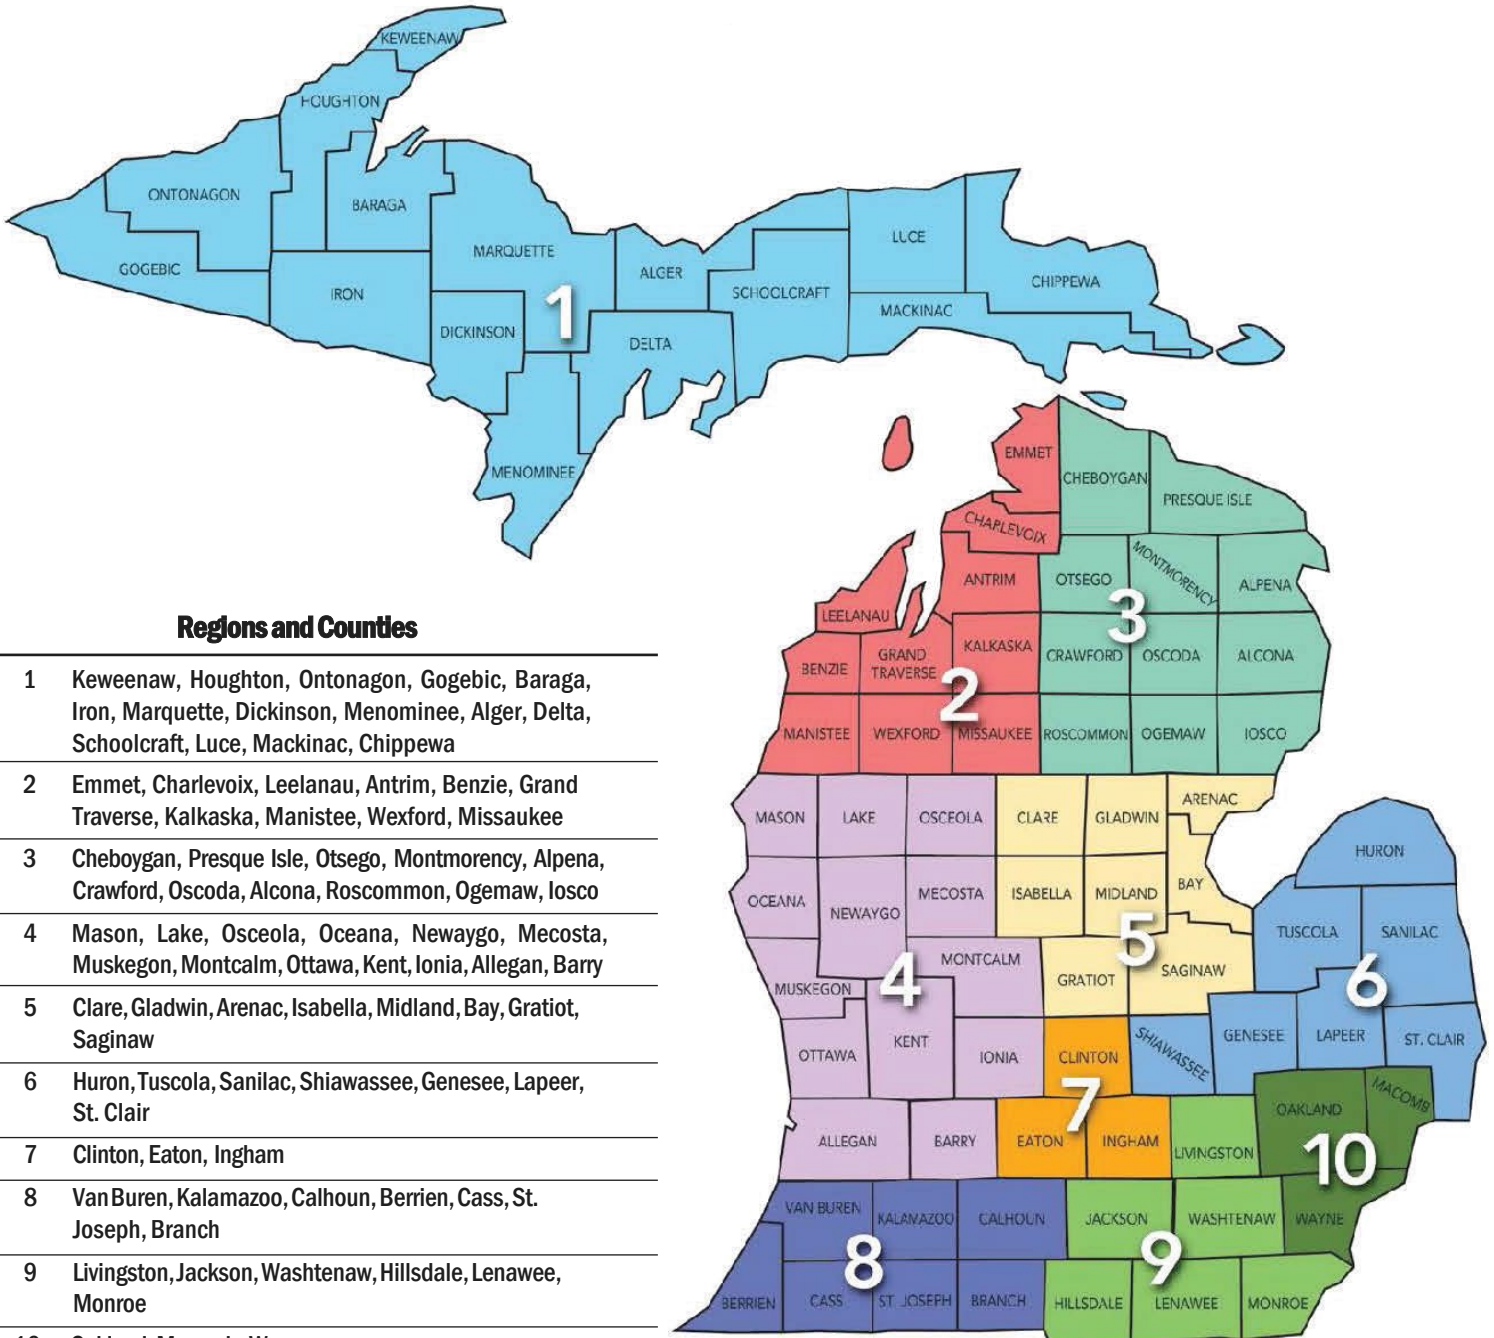 KEWEENAW
HOUGHTON
ONTONAGON
BARAGA
GOGEBIC
IRON
MARQUETTE
DICKINSON
1
ALGER
DELTA
MENOMINEE
SCHOOLCRAFT
LUCE
MACKINAC
CHIPPEWA
EMMET
CHEBOYGAN
PRESQUE ISLE
CHARLEVOIX
ANTRIM
OTSEGO
MONTMORENCY
ALPENA
3
LEELANAU
BENZIE
GRAND
TRAVERSE
KALKASKA
CRAWFORD
OSCODA
ALCONA
2
MANISTEE
WEXFORD
MISSAUKEE
ROSCOMMON
OGEMAW
IOSCO
MASON
LAKE
OSCEOLA
CLARE
GLADWIN
ARENAC
HURON
OCEANA
NEWAYGO
MECOSTA
ISABELLA
MIDLAND
BAY
5
TUSCOLA
SANILAC
MUSKEGON
4
MONTCALM
GRATIOT
SAGINAW
6
OTTAWA
KENT
IONIA
CLINTON
SHIAWASSEE
GENESEE
LAPEER
ST. CLAIR
7
ALLEGAN
BARRY
EATON
INGHAM
LIVINGSTON
OAKLAND
MACOMB
10
VAN BUREN
KALAMAZOO
CALHOUN
JACKSON
WASHTENAW
WAYNE
8
9
BERRIEN
CASS
ST. JOSEPH
BRANCH
HILLSDALE
LENAWEE
MONROE
Regions and Counties
1 Keweenaw, Houghton, Ontonagon, Gogebic, Baraga,
Iron, Marquette, Dickinson, Menominee, Alger, Delta,
Schoolcraft, Luce, Mackinac, Chippewa
2 Emmet, Charlevoix, Leelanau, Antrim, Benzie, Grand
Traverse, Kalkaska, Manistee, Wexford, Missaukee
3 Cheboygan, Presque Isle, Otsego, Montmorency, Alpena,
Crawford, Oscoda, Alcona, Roscommon, Ogemaw, Iosco
4 Mason, Lake, Osceola, Oceana, Newaygo, Mecosta,
Muskegon, Montcalm, Ottawa, Kent, Ionia, Allegan, Barry
5 Clare, Gladwin, Arenac, Isabella, Midland, Bay, Gratiot,
Saginaw
6 Huron, Tuscola, Sanilac, Shiawassee, Genesee, Lapeer,
St. Clair
7 Clinton, Eaton, Ingham
8 Van Buren, Kalamazoo, Calhoun, Berrien, Cass, St.
Joseph, Branch
9 Livingston, Jackson, Washtenaw, Hillsdale, Lenawee,
Monroe